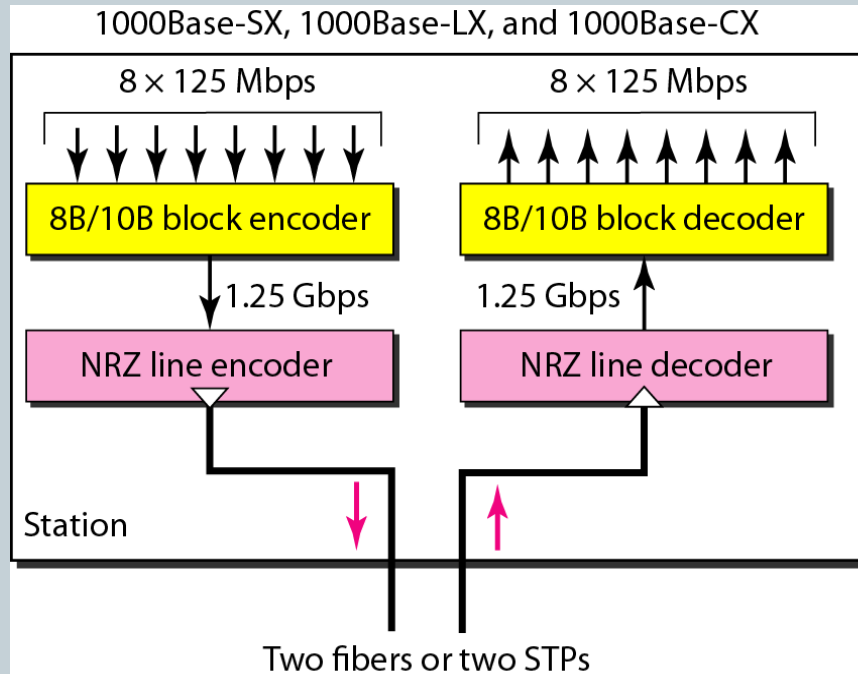 1000Base-SX, 1000Base-LX, and 1000Base-CX
8 × 125 Mbps
8 × 125 Mbps
8B/10B block encoder
8B/10B block decoder
1.25 Gbps
1.25 Gbps
NRZ line encoder
NRZ line decoder
Station
Two fibers or two STPs